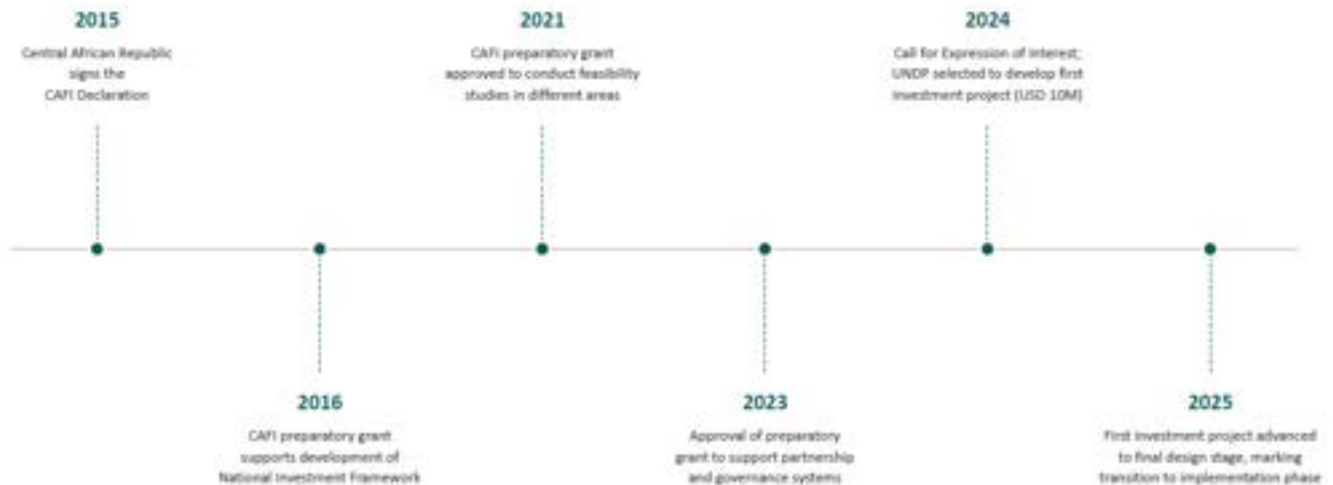 2015
Central African Republic
signs the
CAFI Declaration
2016
CAFI preparatory grant
supports development of
National Investment Framework
2021
CAFI preparatory grant
approved to conduct feasibility
studies in different areas
2023
Approval of preparatory
grant to support partnership
and governance systems
2024
Call for Expression of Interest;
UNDP selected to develop first
investment project (USD 10M)
2025
First investment project advanced
to final design stage, marking
transition to implementation phase